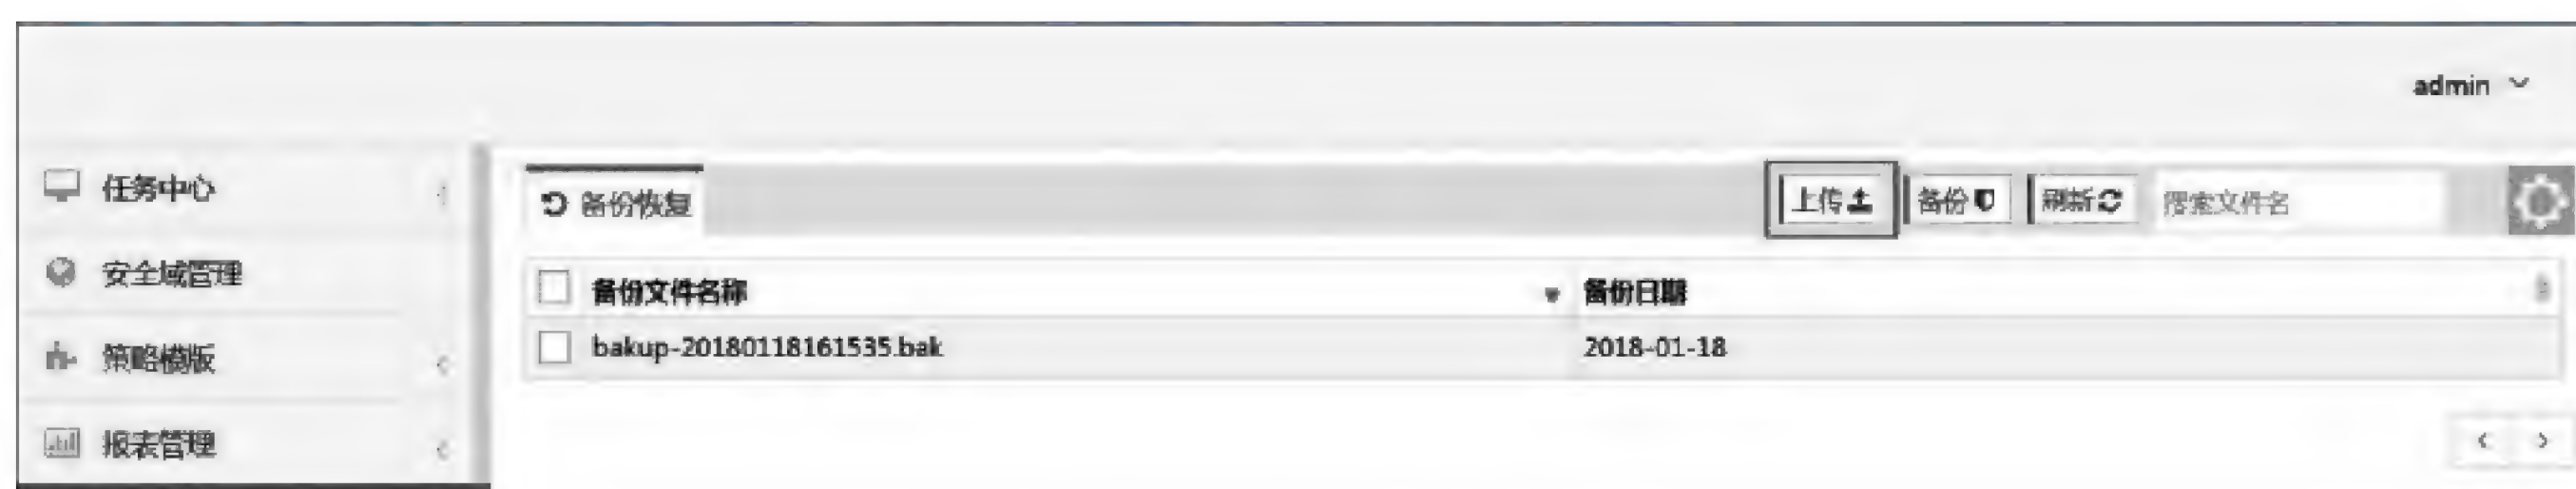 admin
任务中心
安全域管理
策略模版
报表管理
备份恢复
上传 备份 刷新 搜索文件名
备份文件名称 备份日期
bakup-20180118161535.bak 2018-01-18